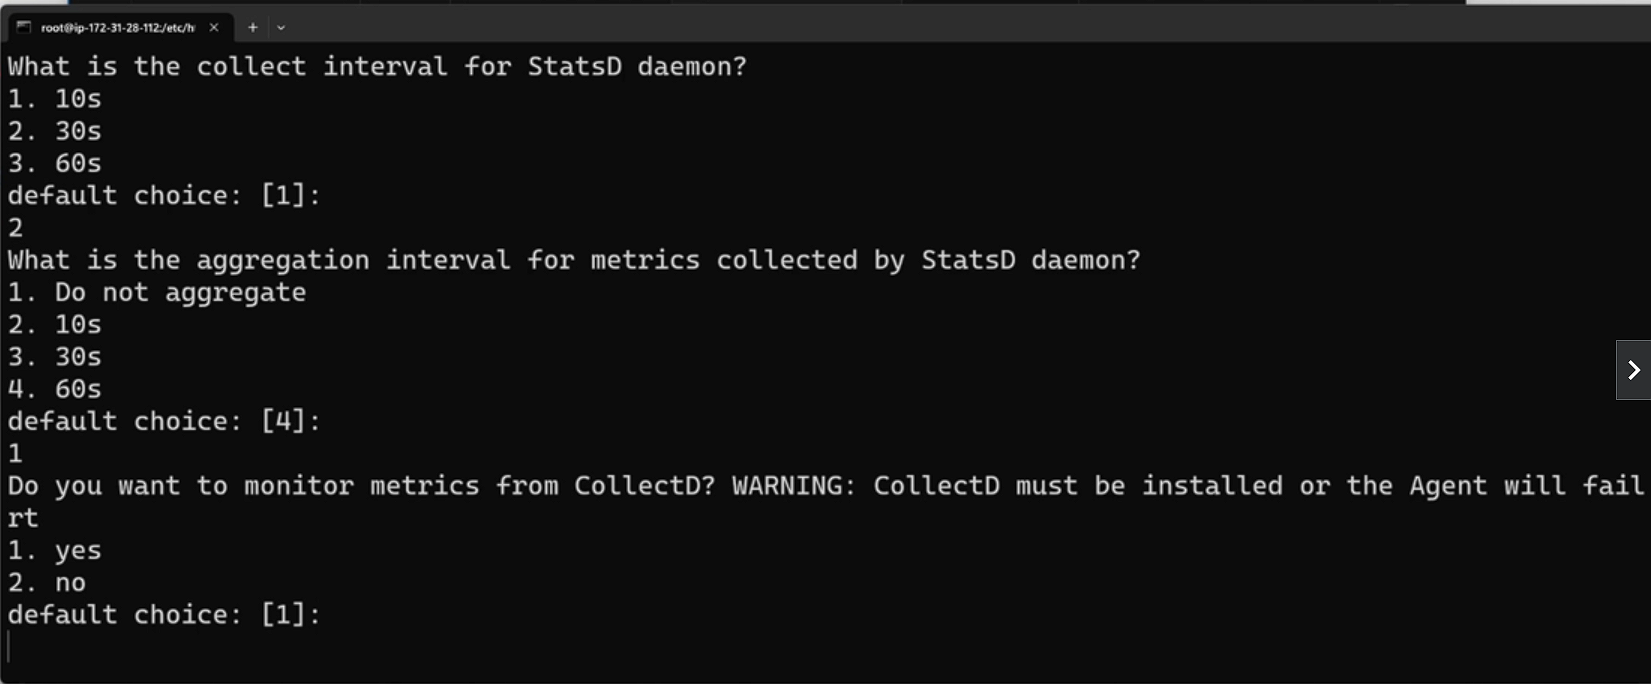 root@ip-172-31-28-112:/etc/h
What is the collect interval for StatsD daemon?
1. 10s
2. 30s
3. 60s
default choice: [1]:
2
What is the aggregation interval for metrics collected by StatsD daemon?
1. Do not aggregate
2. 10s
3. 30s
4. 60s
default choice: [4]:
1
Do you want to monitor metrics from CollectD? WARNING: CollectD must be installed or the Agent will fail
rt
1. yes
2. no
default choice: [1]: